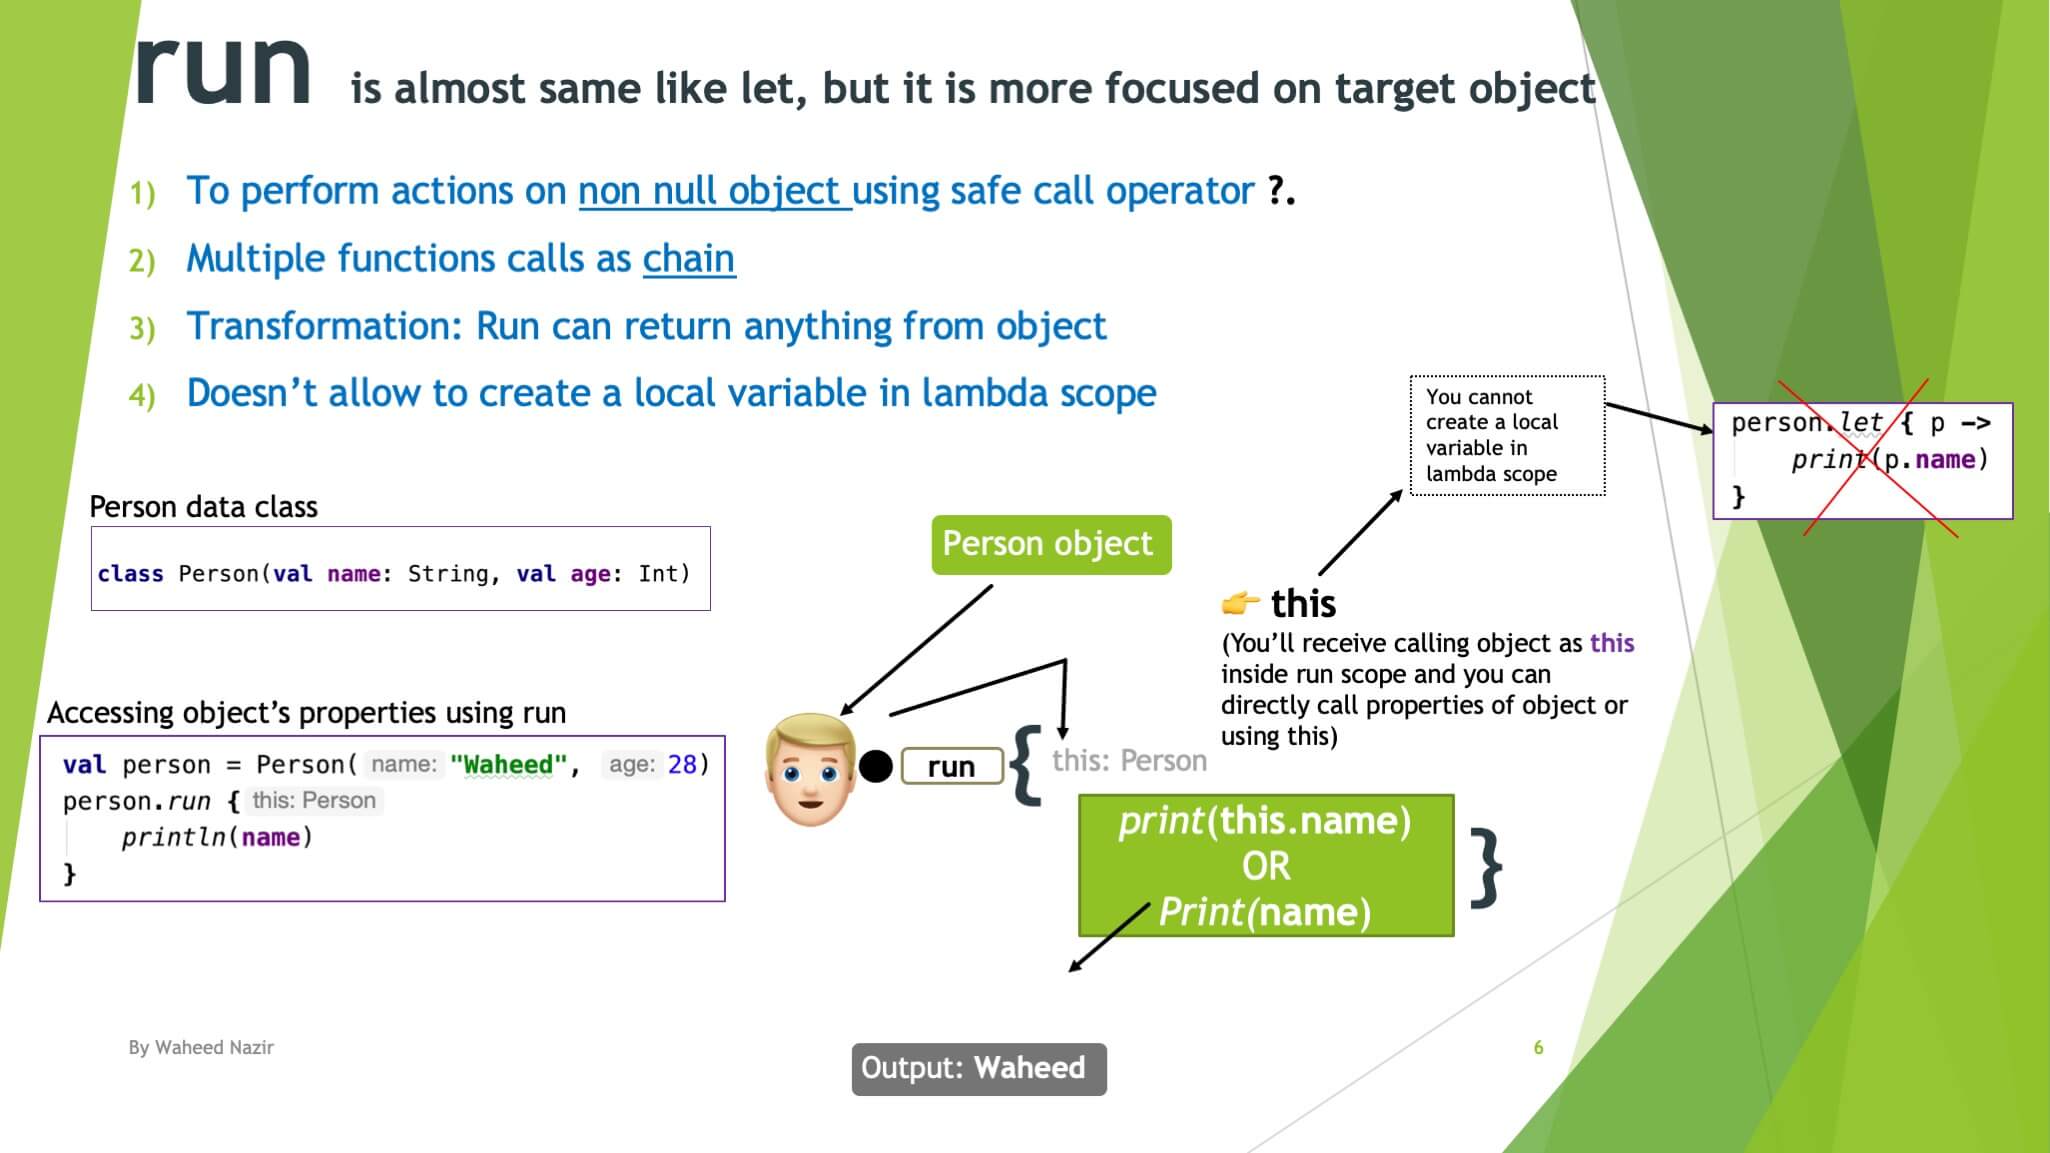 run is almost same like let, but it is more focused on target object
1) To perform actions on non null object using safe call operator ?.
2) Multiple functions calls as chain
3) Transformation: Run can return anything from object
4) Doesn’t allow to create a local variable in lambda scope
You cannot
create a local
variable in
lambda scope
person.let { p ->
print(p.name)
}
Person data class
class Person(val name: String, val age: Int)
Person object
👉 this
(You’ll receive calling object as this
inside run scope and you can
directly call properties of object or
using this)
Accessing object’s properties using run
val person = Person( name: "Waheed", age: 28)
person.run { this: Person
println(name)
}
run { this: Person
print(this.name)
OR
Print(name)
}
By Waheed Nazir
6
Output: Waheed